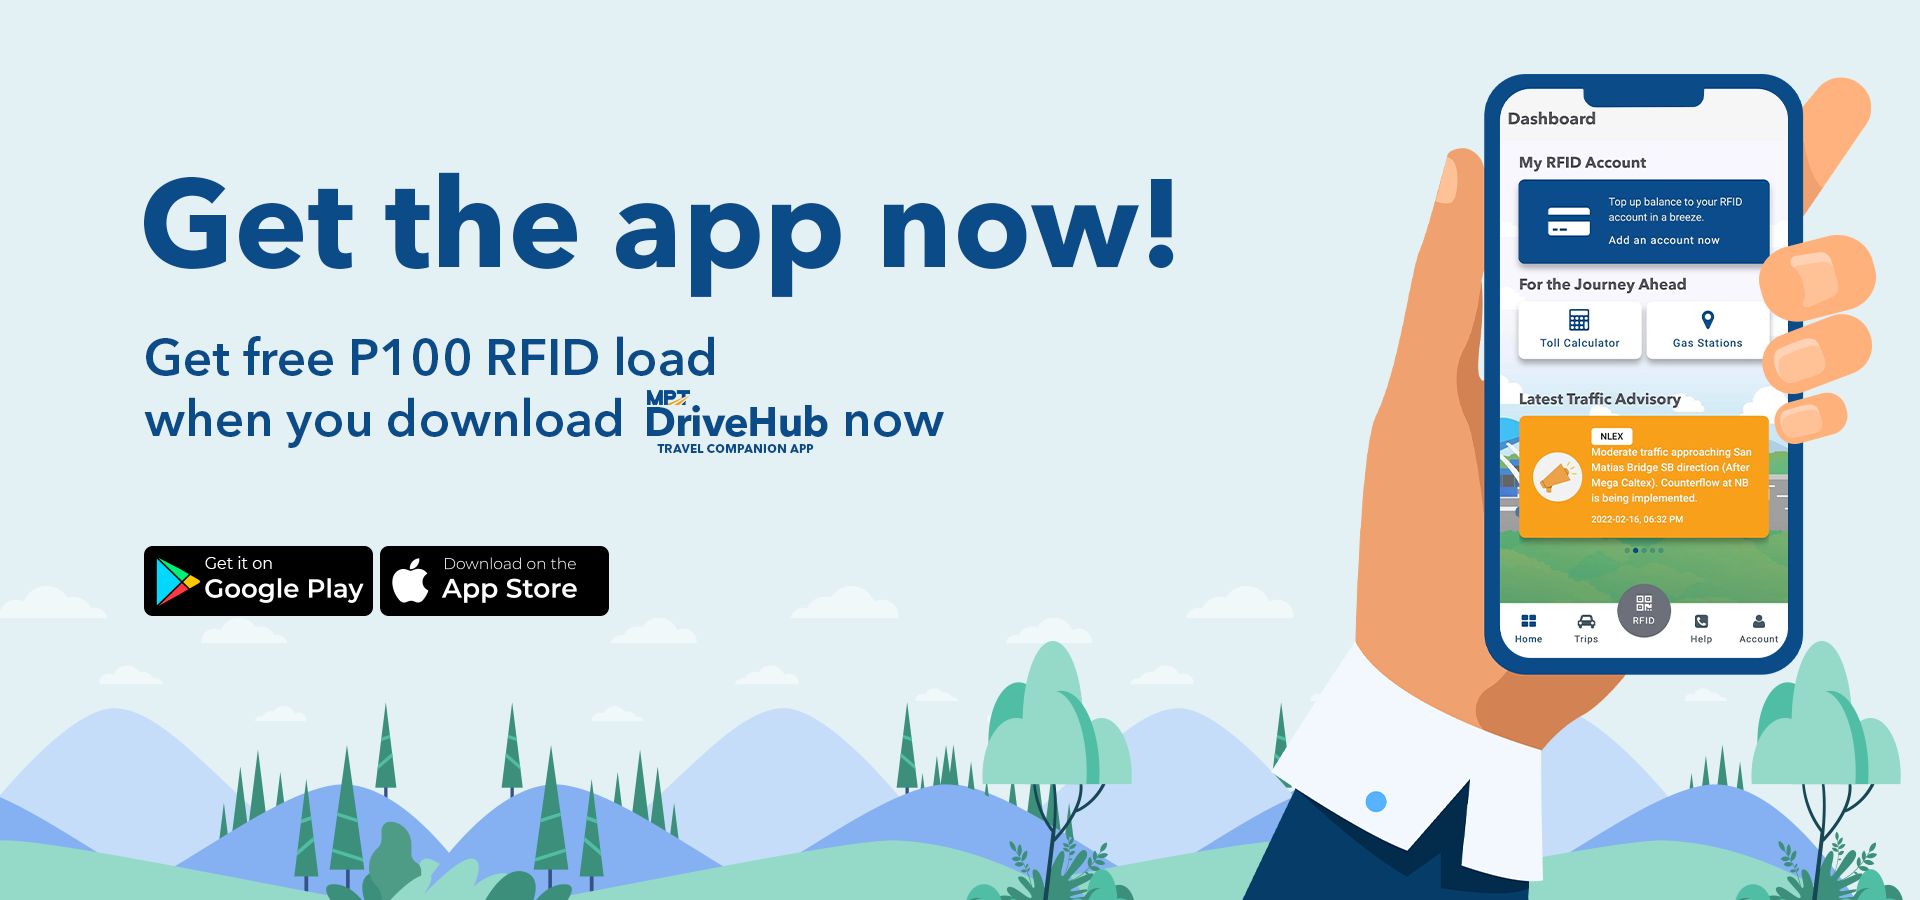 Get the app now!
Get free P100 RFID load
when you download MPT DriveHub now
TRAVEL COMPANION APP
Get it on
Google Play
Download on the
App Store
Dashboard
My RFID Account
Top up balance to your RFID
account in a breeze.
Add an account now
For the Journey Ahead
Toll Calculator
Gas Stations
Latest Traffic Advisory
NLEX
Moderate traffic approaching San
Matias Bridge SB direction (After
Mega Caltex). Counterflow at NB
is being implemented.
2022-02-16, 06:32 PM
RFID
Home
Trips
Help
Account